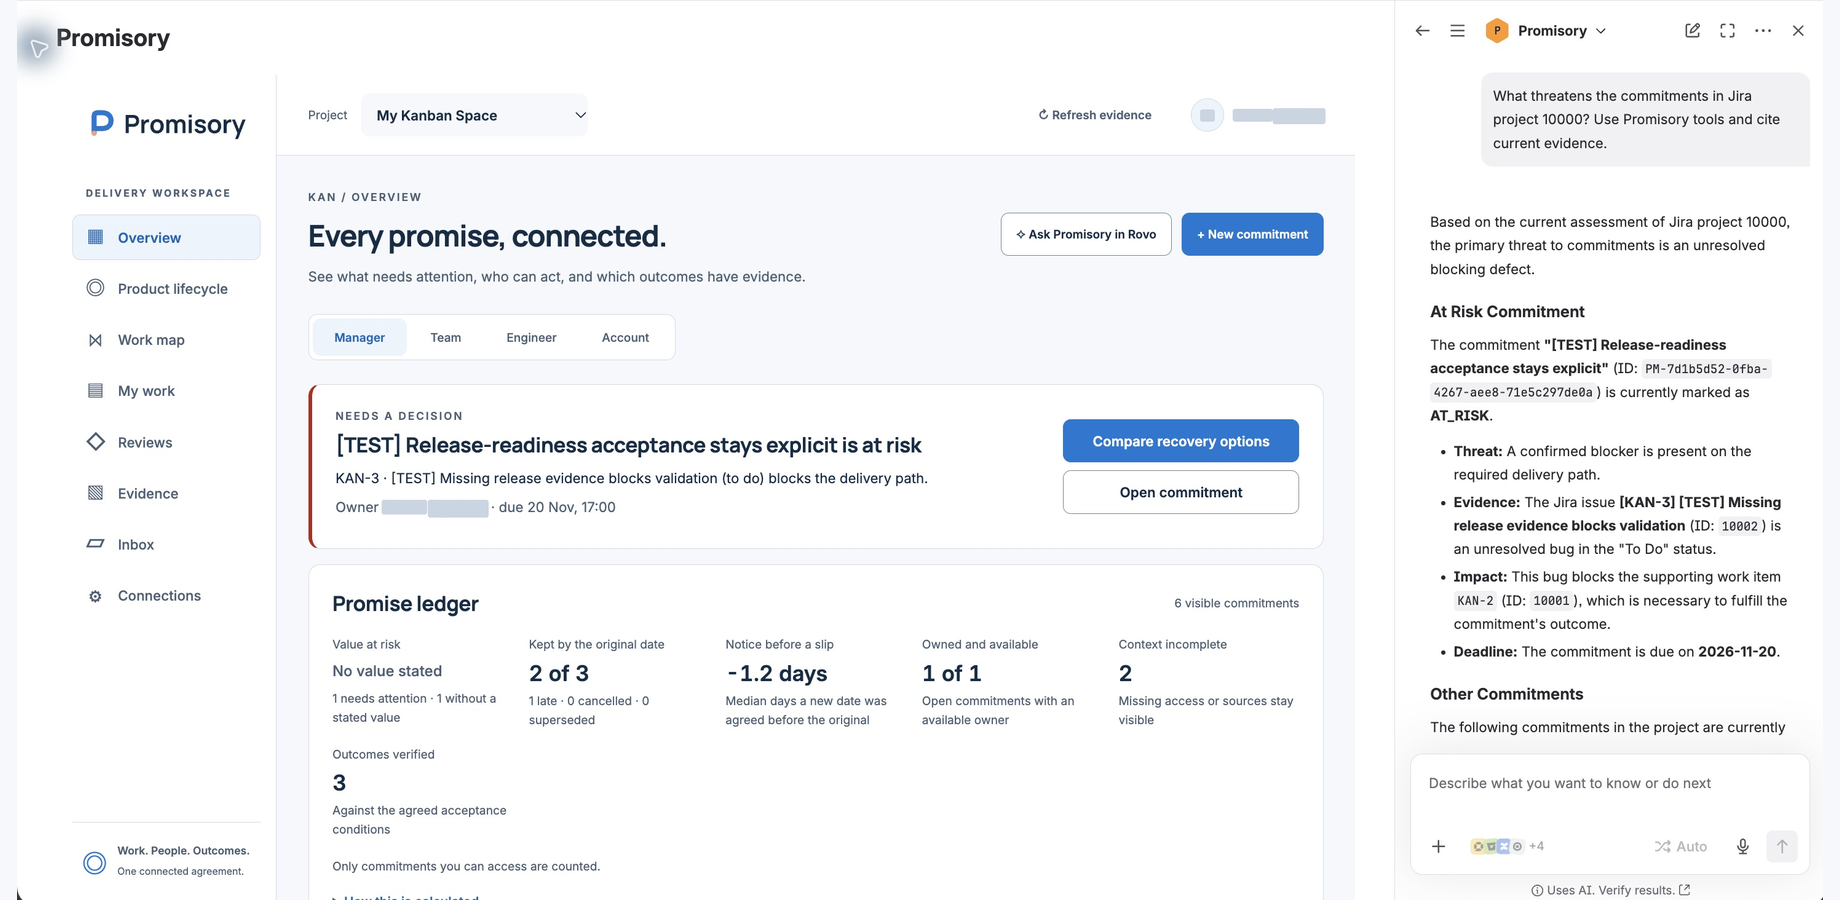 Promisory
Promisory
DELIVERY WORKSPACE
Overview
Product lifecycle
Work map
My work
Reviews
Evidence
Inbox
Connections
Work. People. Outcomes.
One connected agreement.
Project
My Kanban Space
Refresh evidence
KAN / OVERVIEW
Every promise, connected.
See what needs attention, who can act, and which outcomes have evidence.
Ask Promisory in Rovo
+ New commitment
Manager
Team
Engineer
Account
NEEDS A DECISION
[TEST] Release-readiness acceptance stays explicit is at risk
KAN-3 · [TEST] Missing release evidence blocks validation (to do) blocks the delivery path.
Owner · due 20 Nov, 17:00
Compare recovery options
Open commitment
Promise ledger
6 visible commitments
Value at risk
No value stated
1 needs attention · 1 without a
stated value
Kept by the original date
2 of 3
1 late · 0 cancelled · 0
superseded
Notice before a slip
-1.2 days
Median days a new date was
agreed before the original
Owned and available
1 of 1
Open commitments with an
available owner
Context incomplete
2
Missing access or sources stay
visible
Outcomes verified
3
Against the agreed acceptance
conditions
Only commitments you can access are counted.
How this is calculated
P
Promisory
What threatens the commitments in Jira
project 10000? Use Promisory tools and cite
current evidence.
Based on the current assessment of Jira project 10000,
the primary threat to commitments is an unresolved
blocking defect.
At Risk Commitment
The commitment "[TEST] Release-readiness
acceptance stays explicit" (ID: PM-7d1b5d52-0fba-
4267-aee8-71e5c297de0a) is currently marked as
AT_RISK.
• Threat: A confirmed blocker is present on the
required delivery path.
• Evidence: The Jira issue [KAN-3] [TEST] Missing
release evidence blocks validation (ID: 10002) is
an unresolved bug in the "To Do" status.
• Impact: This bug blocks the supporting work item
KAN-2 (ID: 10001), which is necessary to fulfill the
commitment's outcome.
• Deadline: The commitment is due on 2026-11-20.
Other Commitments
The following commitments in the project are currently
Describe what you want to know or do next
+4
Auto
Uses AI. Verify results.